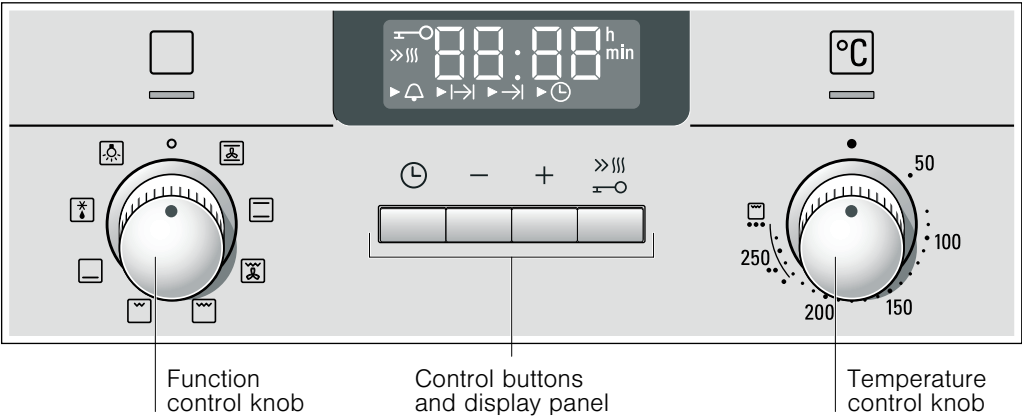 88:88 h
min
°C
50
100
150
200
250
Function
control knob
Control buttons
and display panel
Temperature
control knob